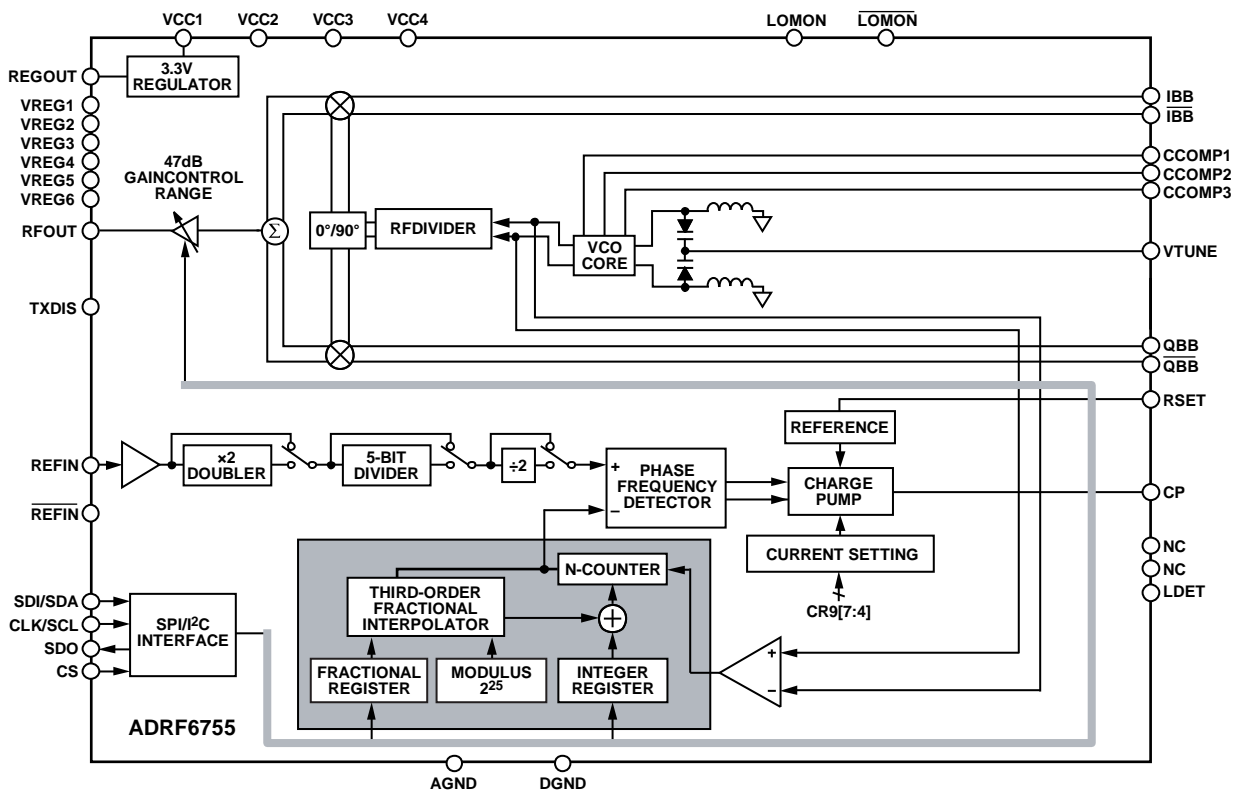 VCC1 VCC2 VCC3 VCC4 LOMON LOMON
REGOUT
3.3V
REGULATOR
VREG1
VREG2
VREG3
VREG4
VREG5
VREG6
47dB
GAINCONTROL
RANGE
RFOUT
TXDIS
Σ
0°/90°
RFDIVIDER
VCO
CORE
IBB
IBB
CCOMP1
CCOMP2
CCOMP3
VTUNE
QBB
QBB
RSET
REFIN
REFIN
×2
DOUBLER
5-BIT
DIVIDER
÷2
+
–
PHASE
FREQUENCY
DETECTOR
REFERENCE
CHARGE
PUMP
CURRENT SETTING
CR9[7:4]
CP
NC
NC
LDET
SDI/SDA
CLK/SCL
SDO
CS
SPI/I²C
INTERFACE
THIRD-ORDER
FRACTIONAL
INTERPOLATOR
N-COUNTER
+
FRACTIONAL
REGISTER
MODULUS
2²⁵
INTEGER
REGISTER
+
–
ADRF6755
AGND DGND